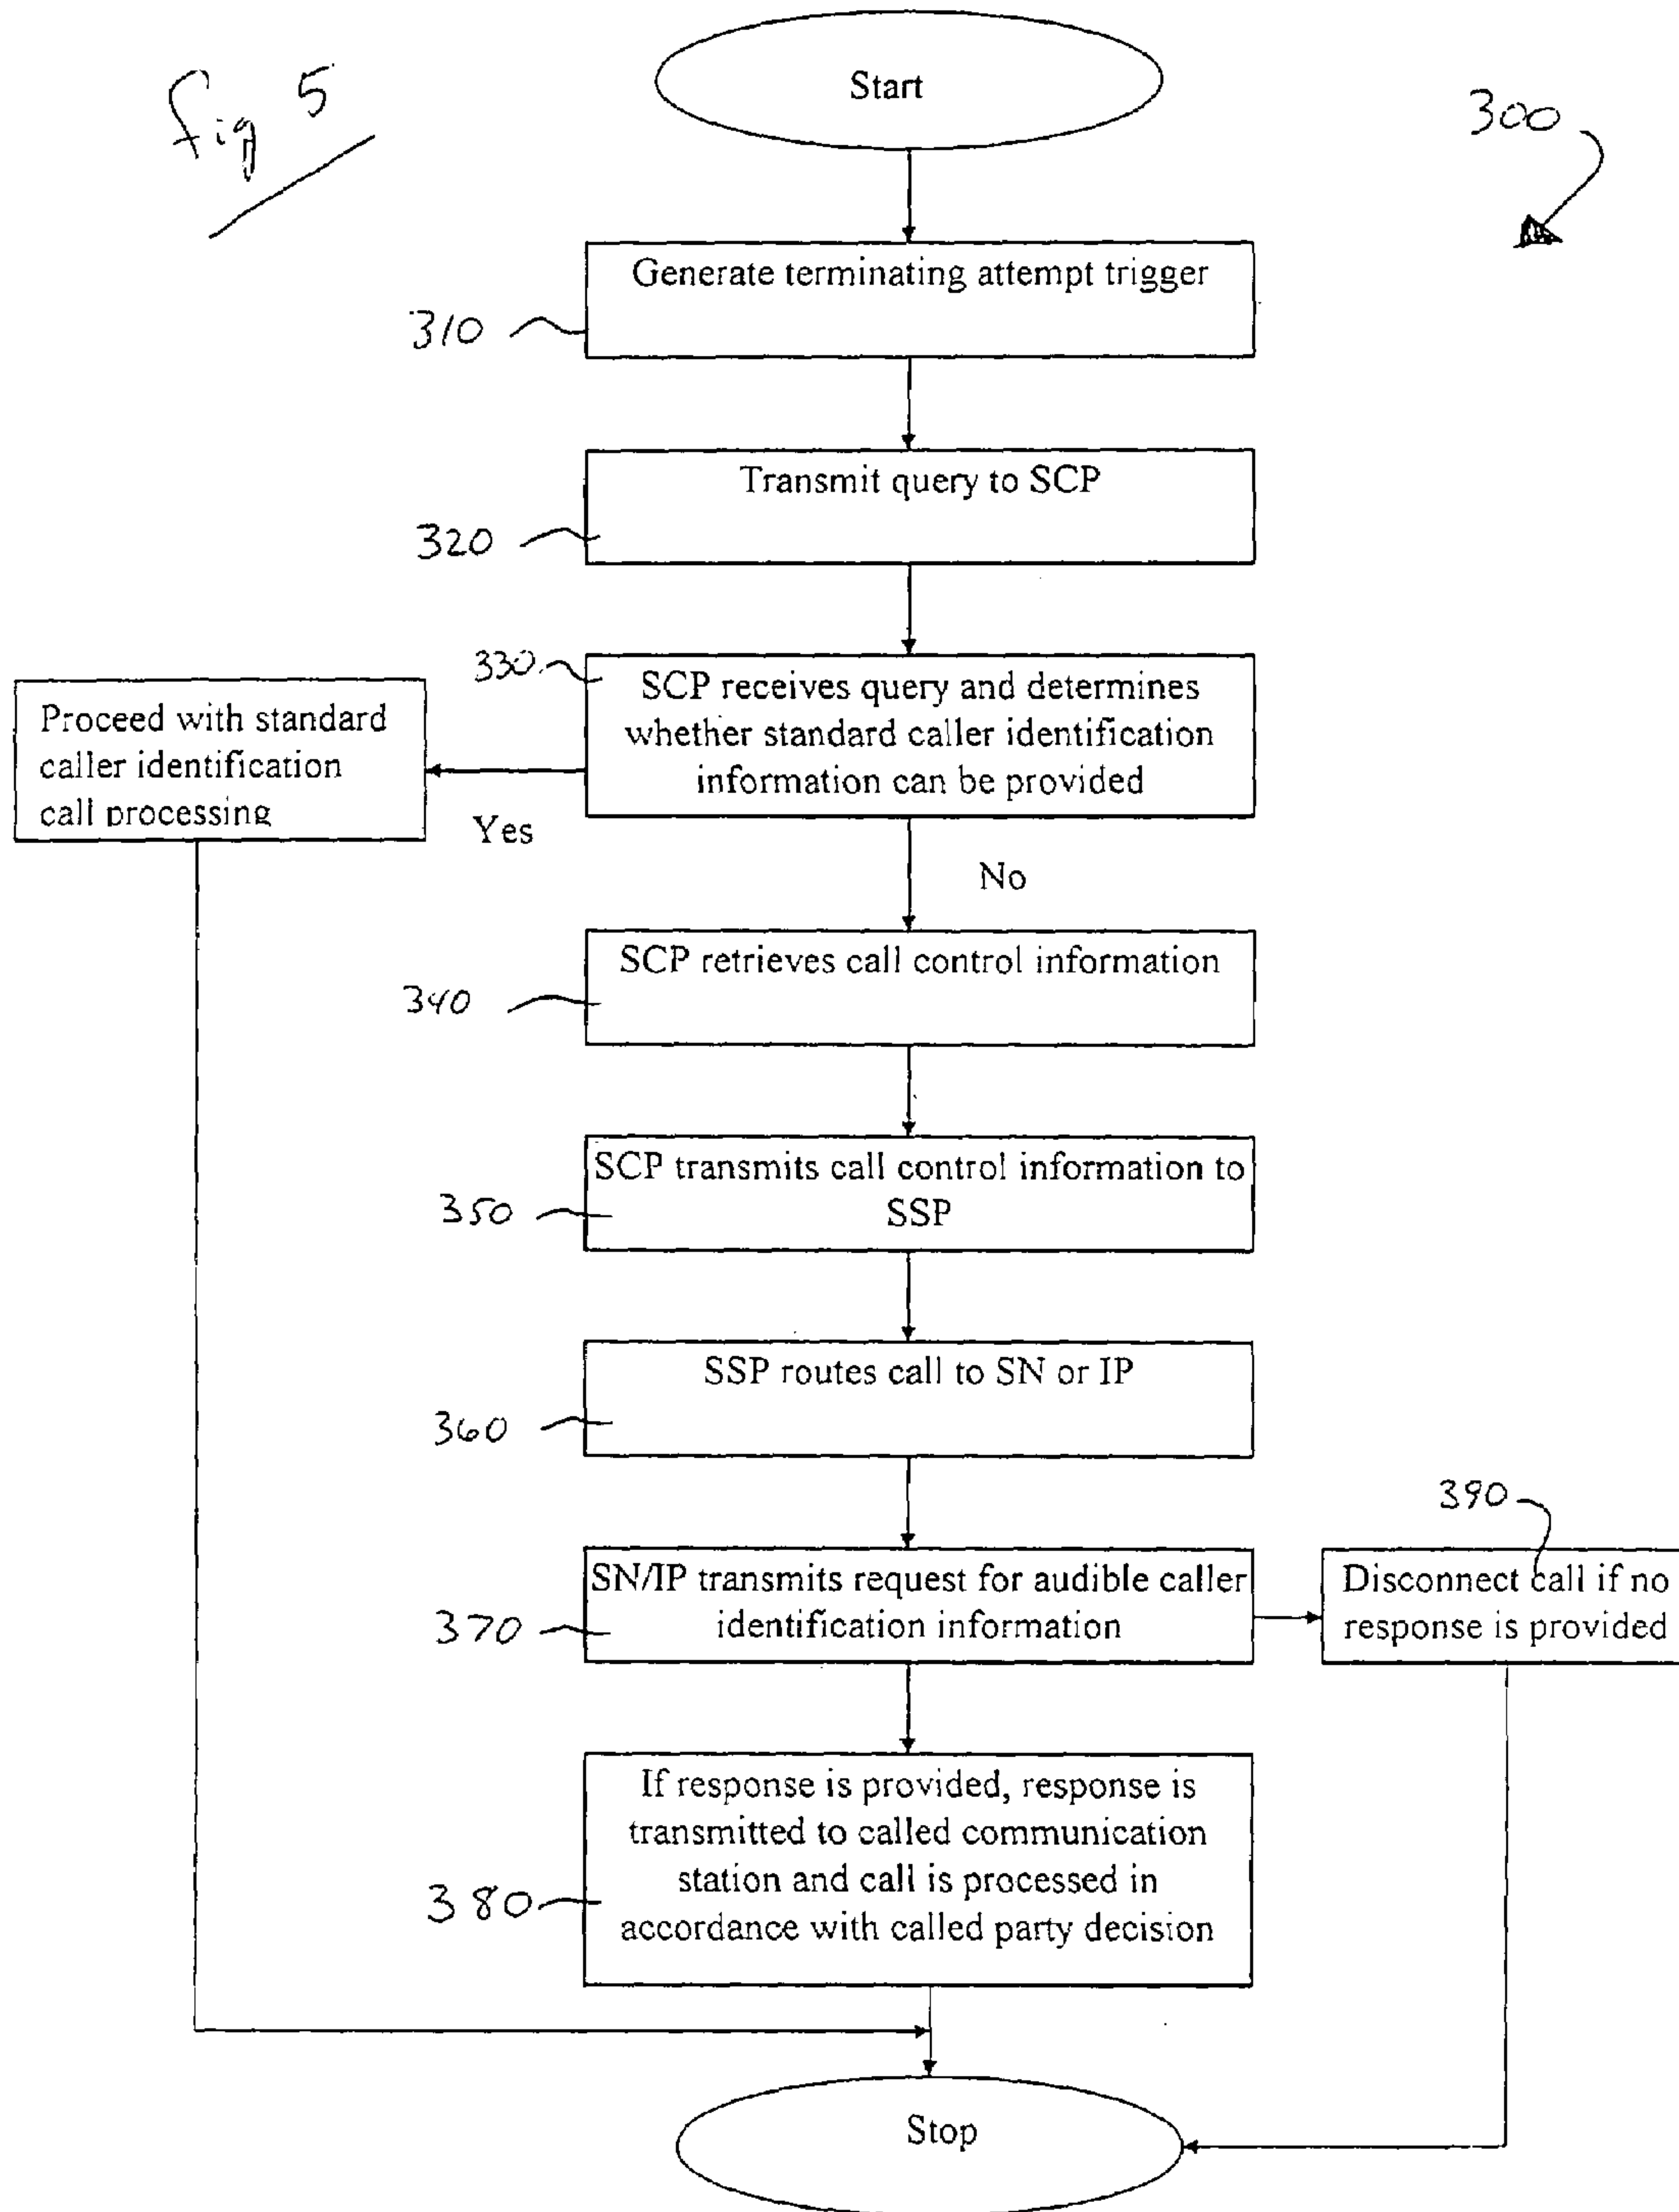 fig 5
Start
300
Generate terminating attempt trigger
310
Transmit query to SCP
320
330
SCP receives query and determines
whether standard caller identification
information can be provided
Proceed with standard
caller identification
call processing
Yes
No
SCP retrieves call control information
340
SCP transmits call control information to
SSP
350
SSP routes call to SN or IP
360
390
SN/IP transmits request for audible caller
identification information
370
Disconnect call if no
response is provided
If response is provided, response is
transmitted to called communication
station and call is processed in
accordance with called party decision
380
Stop